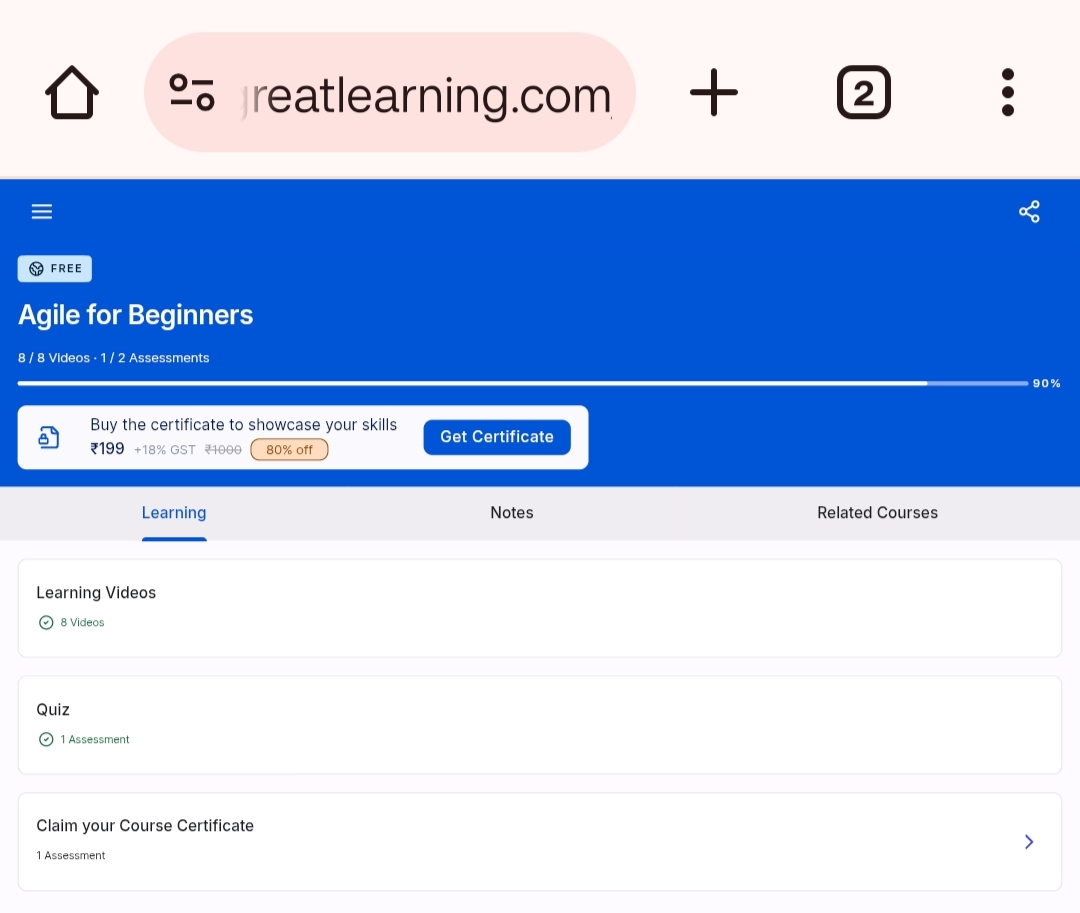 greatlearning.com
2
FREE
Agile for Beginners
8 / 8 Videos · 1 / 2 Assessments
90%
Buy the certificate to showcase your skills
₹199 +18% GST ₹1000 80% off
Get Certificate
Learning Notes Related Courses
Learning Videos
8 Videos
Quiz
1 Assessment
Claim your Course Certificate
1 Assessment